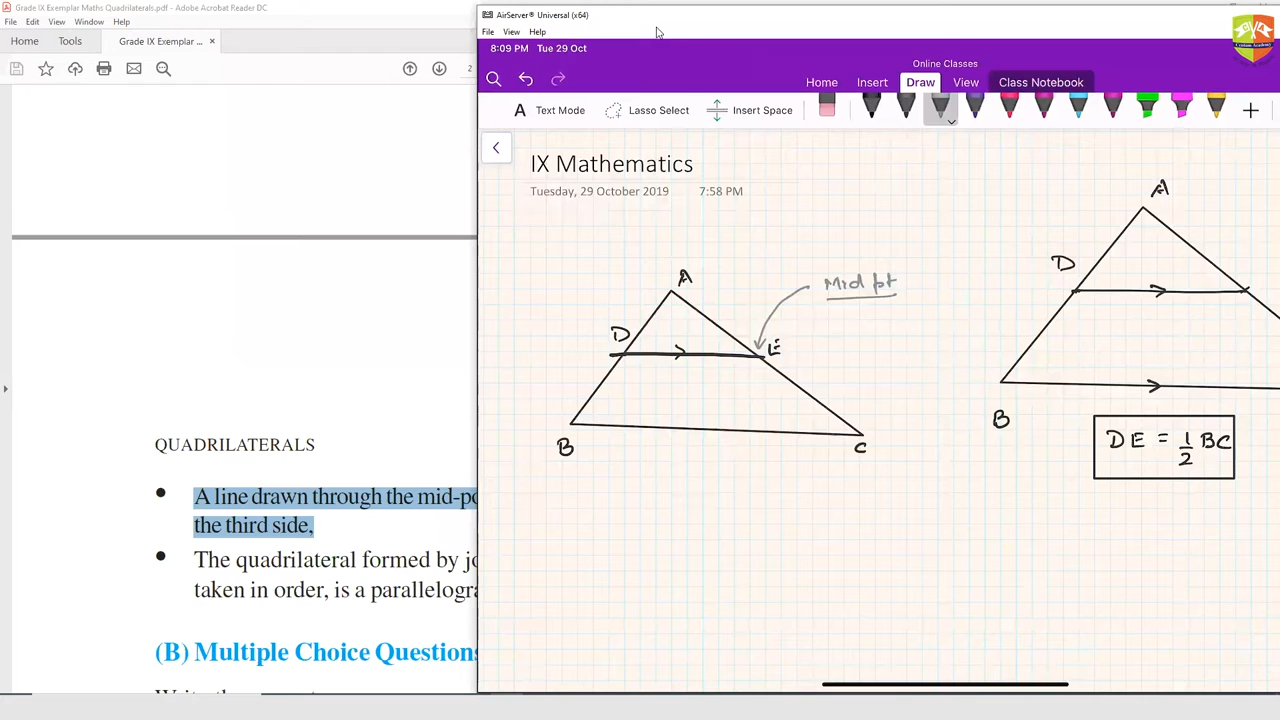 Grade IX Exemplar Maths Quadrilaterals.pdf - Adobe Acrobat Reader DC
File Edit View Window Help
Home Tools Grade IX Exemplar ... ×
2
QUADRILATERALS
• A line drawn through the mid-po
the third side,
• The quadrilateral formed by jo
taken in order, is a parallelogra
(B) Multiple Choice Questions
AirServer® Universal (x64)
File View Help
8:09 PM Tue 29 Oct
Online Classes
Home Insert Draw View Class Notebook
A Text Mode Lasso Select Insert Space
IX Mathematics
Tuesday, 29 October 2019 7:58 PM
A
Mid pt
D
E
B
C
A
D
B
DE = 1/2 BC